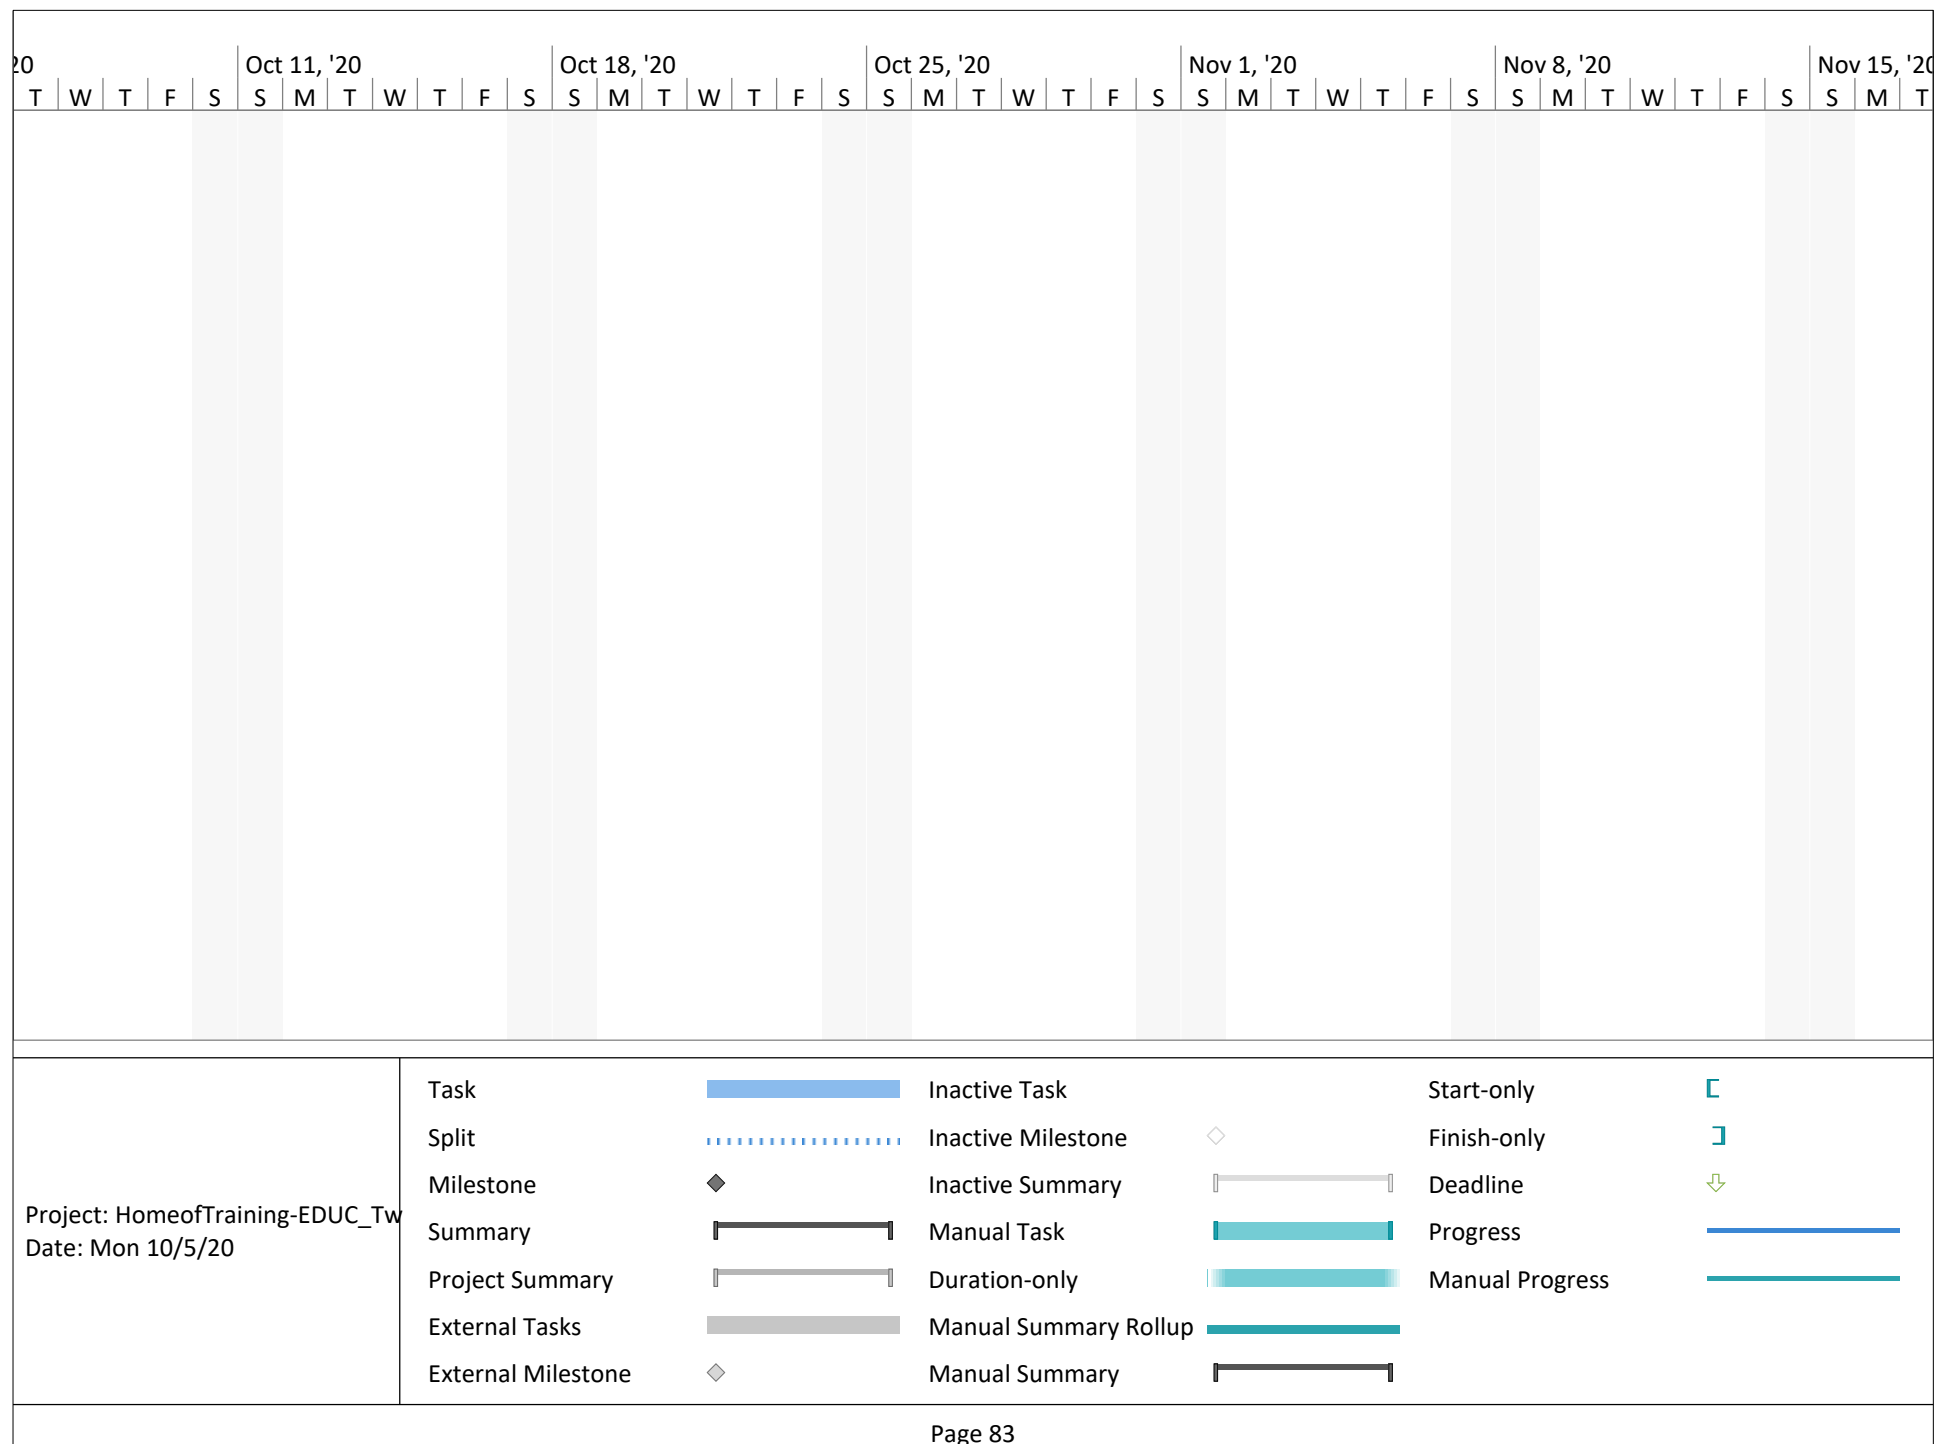 20 Oct 11, '20 Oct 18, '20 Oct 25, '20 Nov 1, '20 Nov 8, '20 Nov 15, '20
T W T F S S M T W T F S S M T W T F S S M T W T F S S M T W T F S S M T W T F S S M T
Project: HomeofTraining-EDUC_Tw
Date: Mon 10/5/20
Task
Split
Milestone
Summary
Project Summary
External Tasks
External Milestone
Inactive Task
Inactive Milestone
Inactive Summary
Manual Task
Duration-only
Manual Summary Rollup
Manual Summary
Start-only
Finish-only
Deadline
Progress
Manual Progress
Page 83